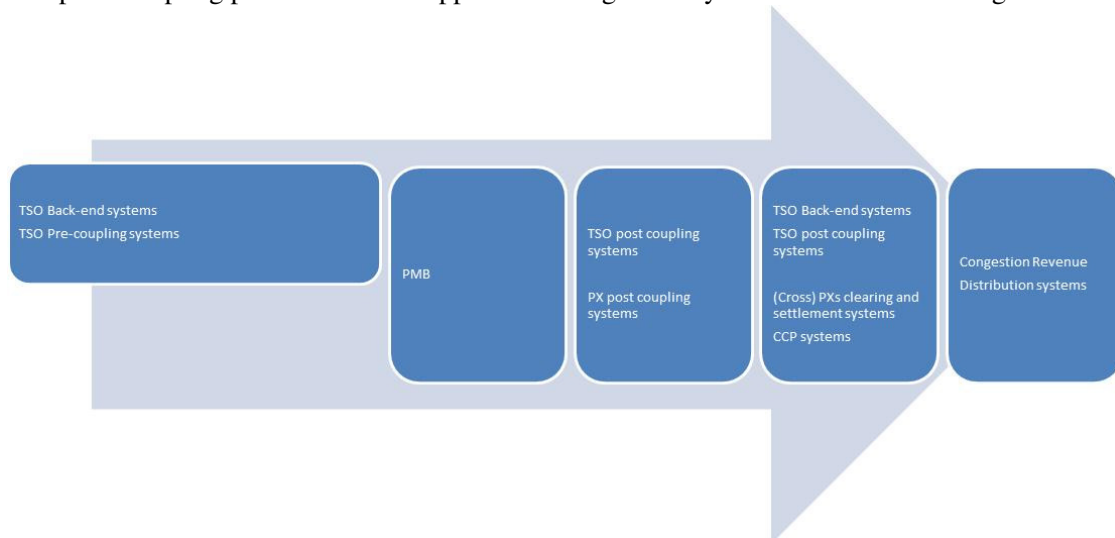 TSO Back-end systems
TSO Pre-coupling systems
PMB
TSO post coupling
systems
PX post coupling
systems
TSO Back-end systems
TSO post coupling
systems
(Cross) PXs clearing and
settlement systems
CCP systems
Congestion Revenue
Distribution systems